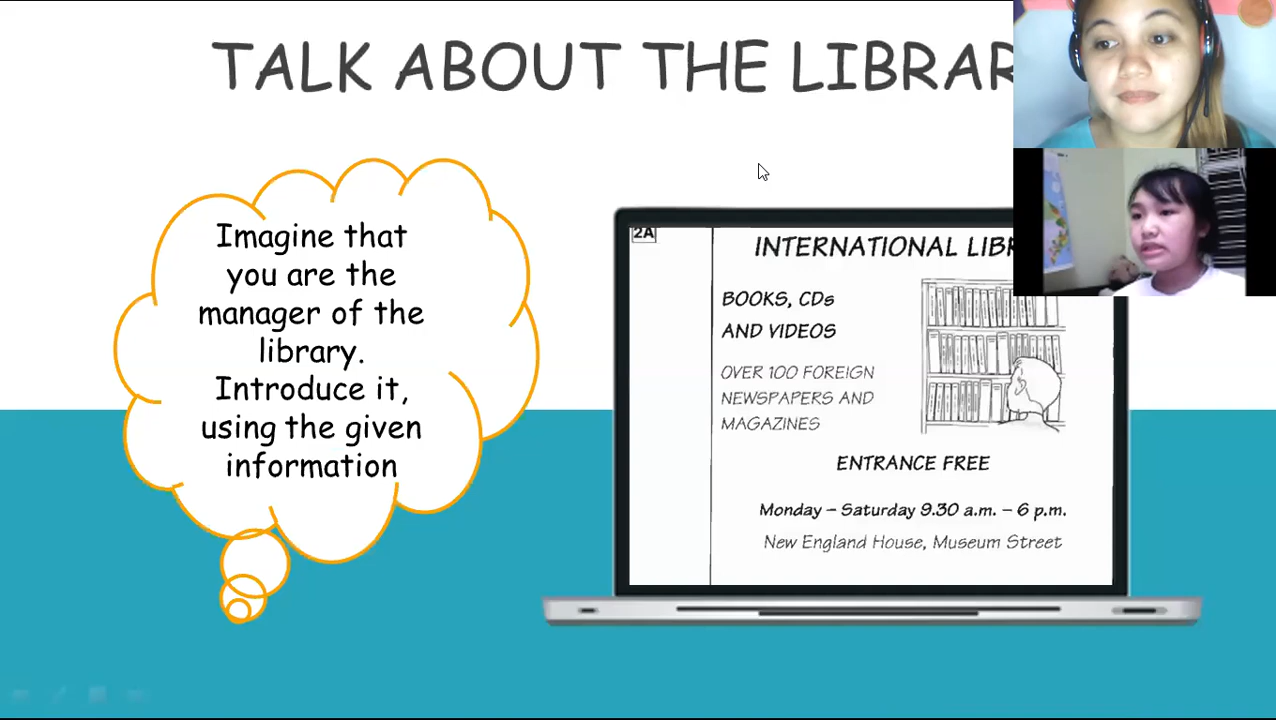 TALK ABOUT THE LIBRAR
Imagine that
you are the
manager of the
library.
Introduce it,
using the given
information
2A
INTERNATIONAL LIB
BOOKS, CDs
AND VIDEOS
OVER 100 FOREIGN
NEWSPAPERS AND
MAGAZINES
ENTRANCE FREE
Monday – Saturday 9.30 a.m. – 6 p.m.
New England House, Museum Street